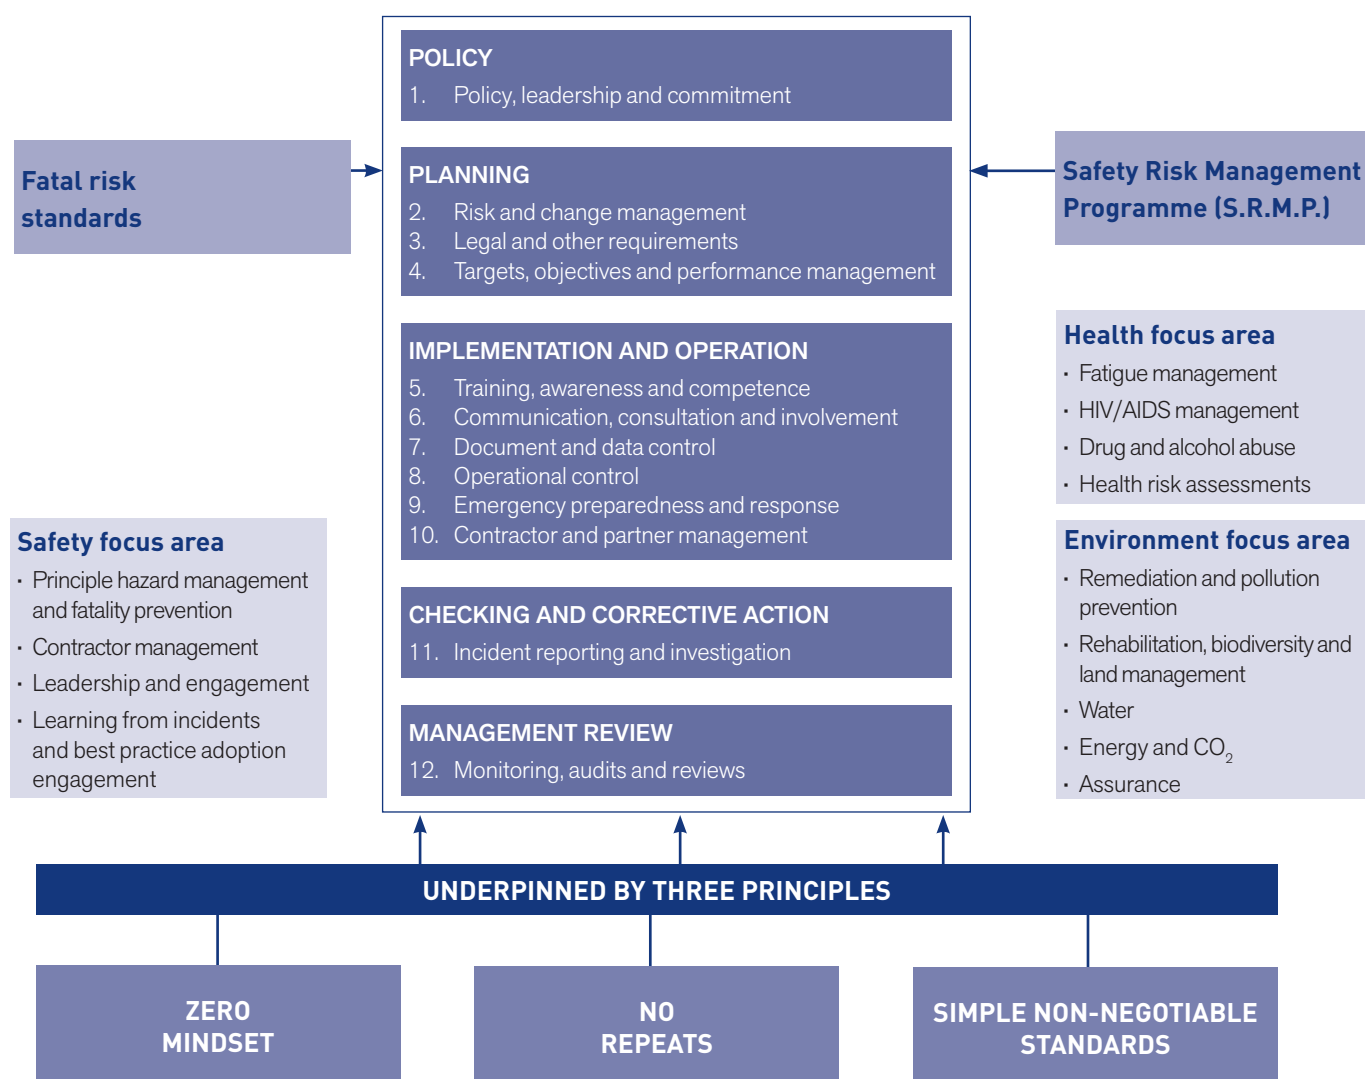 POLICY
1. Policy, leadership and commitment
Fatal risk
standards
PLANNING
2. Risk and change management
3. Legal and other requirements
4. Targets, objectives and performance management
Safety Risk Management
Programme (S.R.M.P.)
IMPLEMENTATION AND OPERATION
5. Training, awareness and competence
6. Communication, consultation and involvement
7. Document and data control
8. Operational control
9. Emergency preparedness and response
10. Contractor and partner management
Health focus area
· Fatigue management
· HIV/AIDS management
· Drug and alcohol abuse
· Health risk assessments
Safety focus area
· Principle hazard management
and fatality prevention
· Contractor management
· Leadership and engagement
· Learning from incidents
and best practice adoption
engagement
CHECKING AND CORRECTIVE ACTION
11. Incident reporting and investigation
MANAGEMENT REVIEW
12. Monitoring, audits and reviews
Environment focus area
· Remediation and pollution
prevention
· Rehabilitation, biodiversity and
land management
· Water
· Energy and CO₂
· Assurance
UNDERPINNED BY THREE PRINCIPLES
ZERO
MINDSET
NO
REPEATS
SIMPLE NON-NEGOTIABLE
STANDARDS